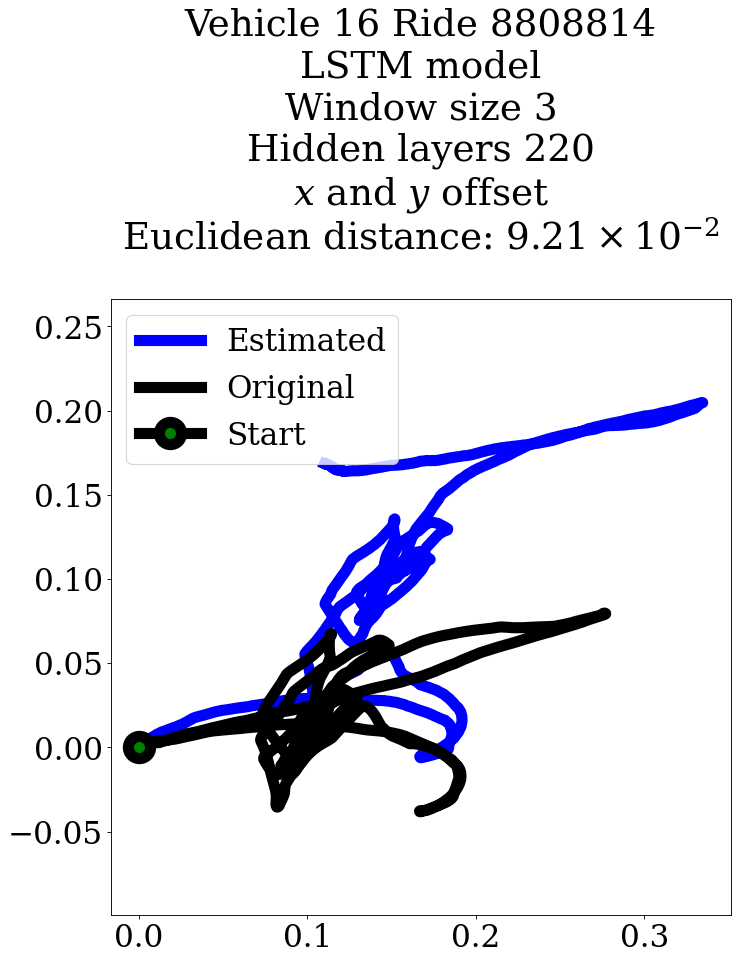 Vehicle 16 Ride 8808814
LSTM model
Window size 3
Hidden layers 220
x and y offset
Euclidean distance: 9.21 × 10⁻²
Estimated
Original
Start
0.25
0.20
0.15
0.10
0.05
0.00
−0.05
0.0 0.1 0.2 0.3